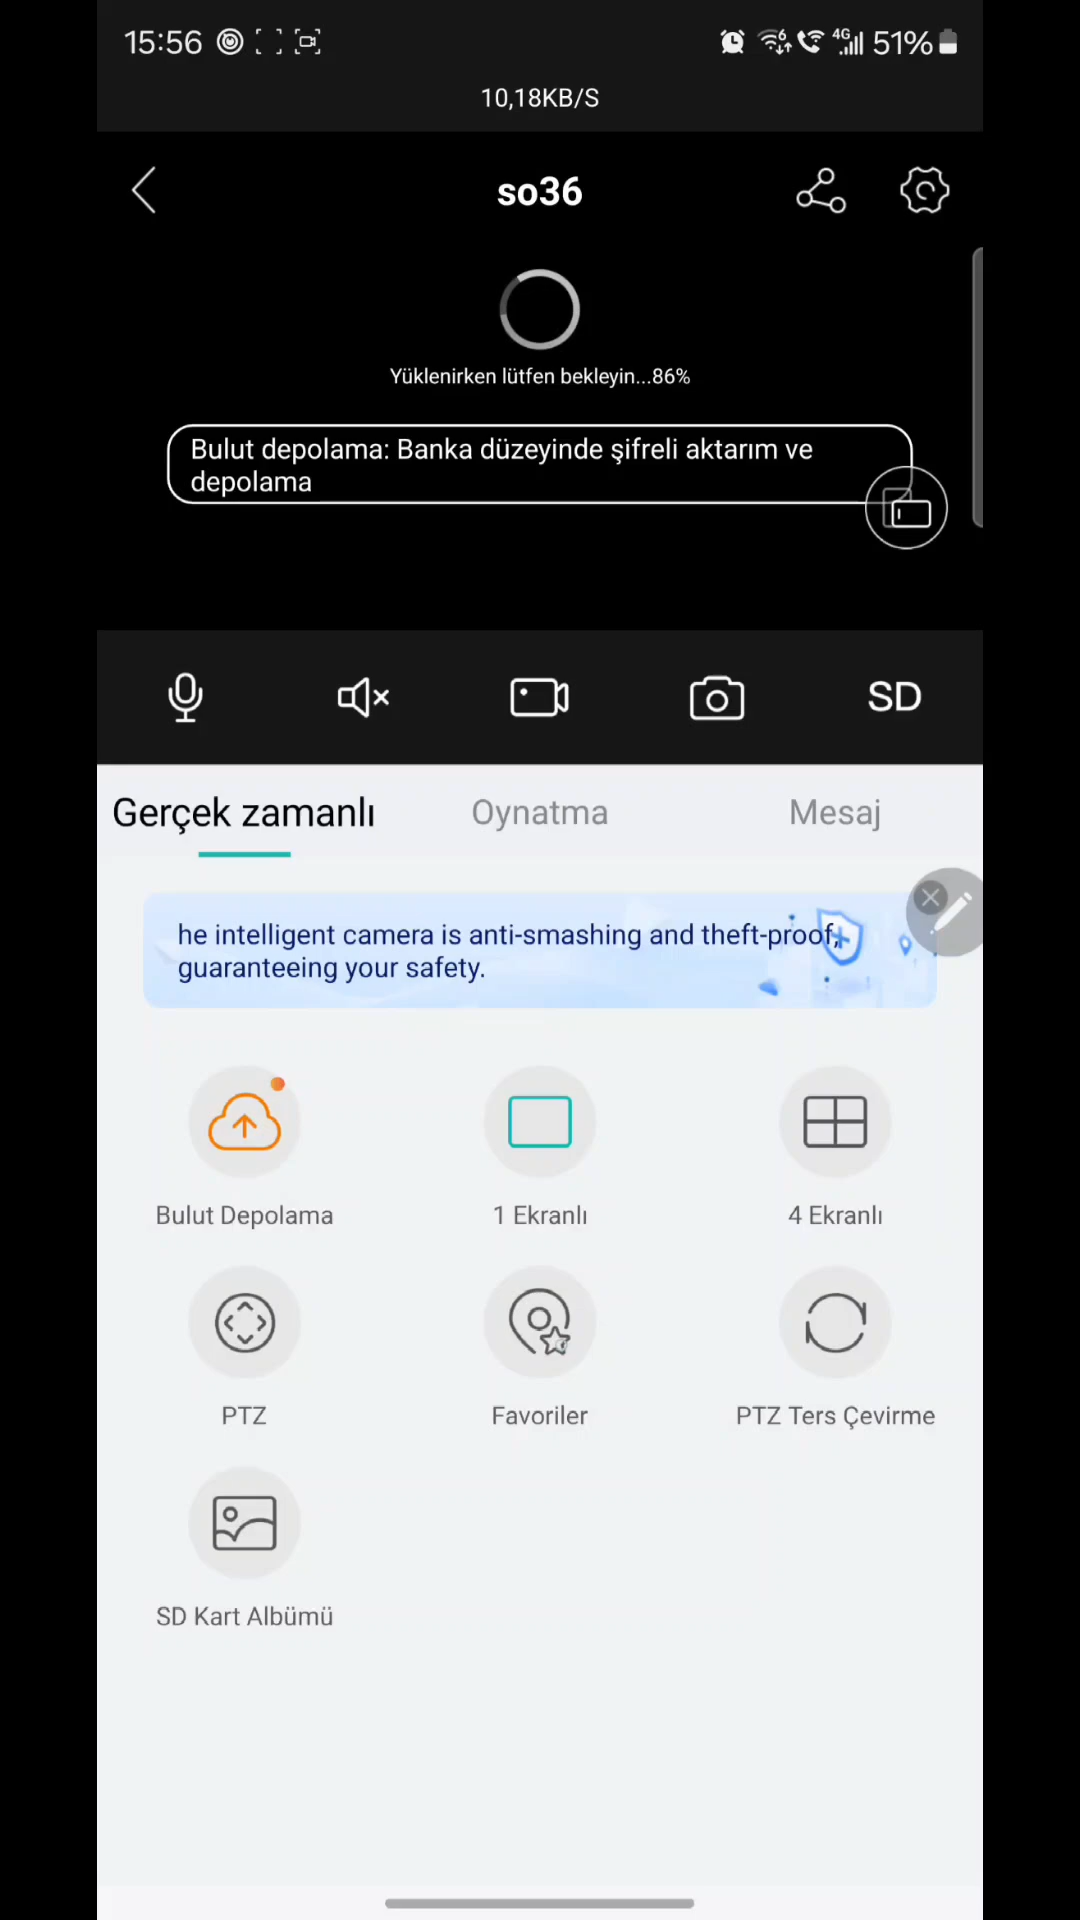 15:56
4G
6
51%
10,18KB/S
so36
Yüklenirken lütfen bekleyin...86%
Bulut depolama: Banka düzeyinde şifreli aktarım ve
depolama
SD
Gerçek zamanlı
Oynatma
Mesaj
he intelligent camera is anti-smashing and theft-proof,
guaranteeing your safety.
Bulut Depolama
1 Ekranlı
4 Ekranlı
PTZ
Favoriler
PTZ Ters Çevirme
SD Kart Albümü